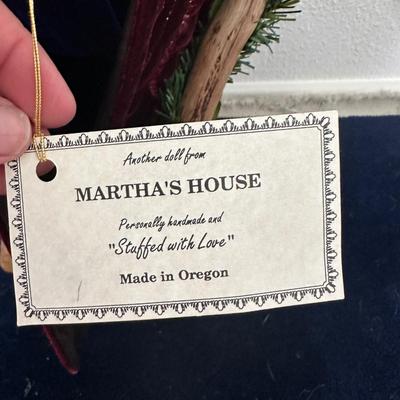 Another doll from
MARTHA'S HOUSE
Personally handmade and
"Stuffed with Love"
Made in Oregon